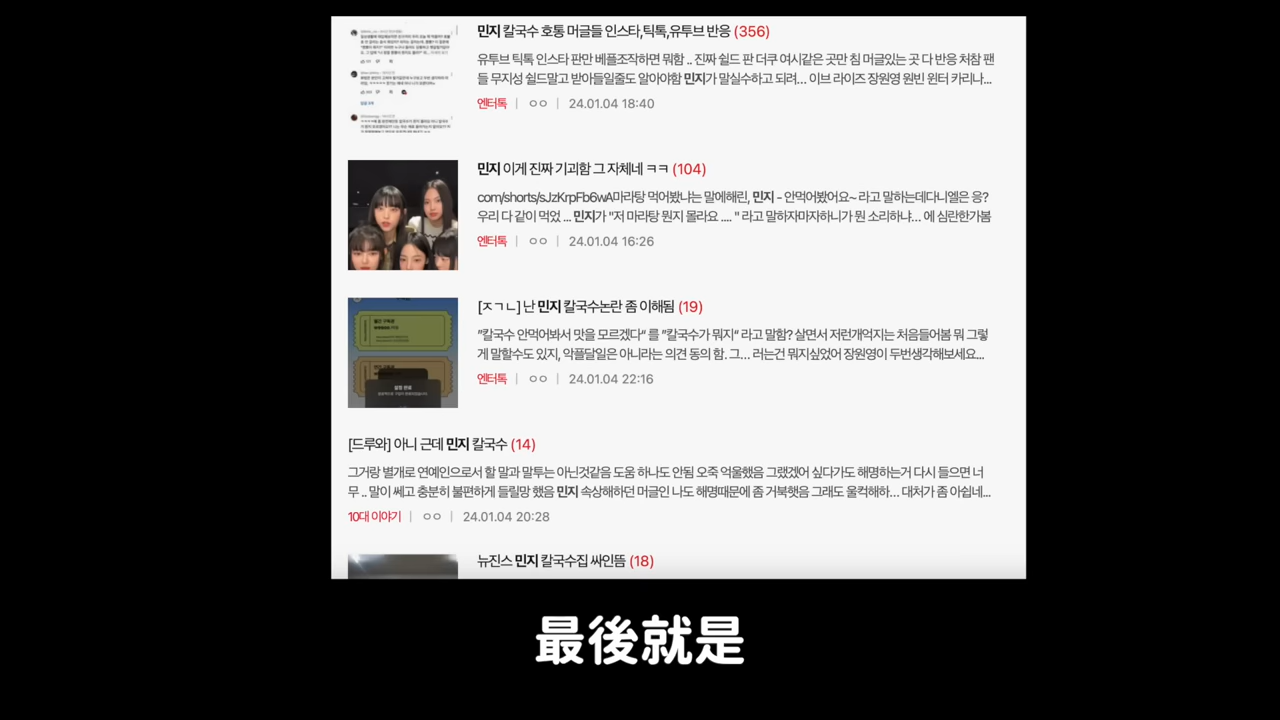 민지 칼국수 호통 머글들 인스타,틱톡,유투브 반응 (356)
유투브 틱톡 인스타 판만 베플조작하면 뭐함 .. 진짜 쉴드 판 더쿠 여시같은 곳만 침 머글있는 곳 다 반응 처참 팬
들 무지성 쉴드말고 받아들일줄도 알아야함 민지가 말실수하고 되려... 이브 라이즈 장원영 원빈 윈터 카리나...
엔터톡 | ㅇㅇ | 24.01.04 18:40
민지 이게 진짜 기괴함 그 자체네 ㅋㅋ (104)
com/shorts/sJzKrpFb6wA마라탕 먹어봤냐는 말에해린, 민지 - 안먹어봤어요~ 라고 말하는데다니엘은 응?
우리 다 같이 먹었 ... 민지가 "저 마라탕 뭔지 몰라요 .... " 라고 말하자마자하니가 뭔 소리하냐... 에 심란한가봄
엔터톡 | ㅇㅇ | 24.01.04 16:26
[ㅈㄱㄴ] 난 민지 칼국수논란 좀 이해됨 (19)
"칼국수 안먹어봐서 맛을 모르겠다" 를 "칼국수가 뭐지" 라고 말함? 살면서 저런개억지는 처음들어봄 뭐 그렇
게 말할수도 있지, 악플달일은 아니라는 의견 동의 함. 그... 러는건 뭐지싶었어 장원영이 두번생각해보세요...
엔터톡 | ㅇㅇ | 24.01.04 22:16
[드루와] 아니 근데 민지 칼국수 (14)
그거랑 별개로 연예인으로서 할 말과 말투는 아닌것같음 도움 하나도 안됨 오죽 억울했음 그랬겠어 싶다가도 해명하는거 다시 들으면 너
무 .. 말이 쎄고 충분히 불편하게 들릴망 했음 민지 속상해하던 머글인 나도 해명때문에 좀 거북햇음 그래도 울컥해하... 대처가 좀 아쉽네...
10대 이야기 | ㅇㅇ | 24.01.04 20:28
뉴진스 민지 칼국수집 싸인뜸 (18)
最後就是